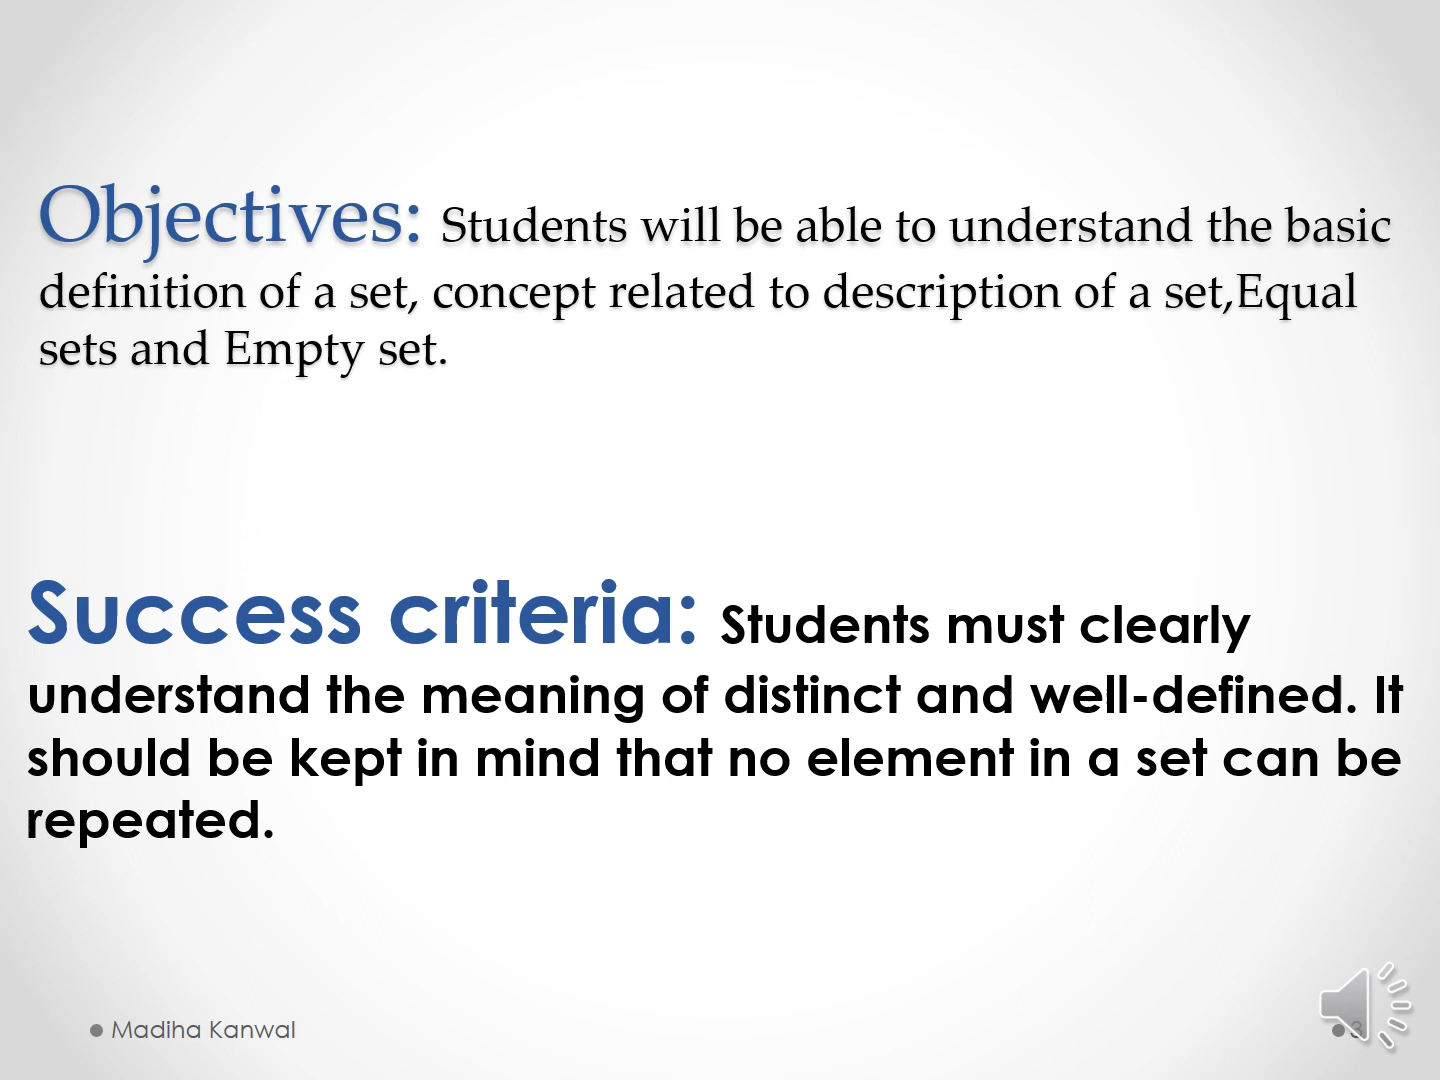 Objectives: Students will be able to understand the basic
definition of a set, concept related to description of a set,Equal
sets and Empty set.
Success criteria: Students must clearly
understand the meaning of distinct and well-defined. It
should be kept in mind that no element in a set can be
repeated.
Madiha Kanwal
3